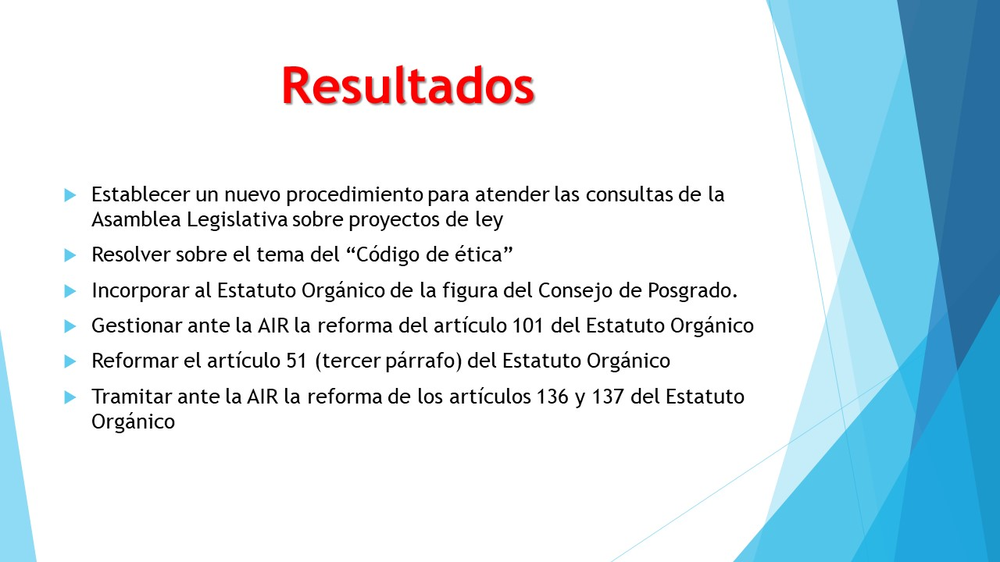 Resultados
Establecer un nuevo procedimiento para atender las consultas de la
Asamblea Legislativa sobre proyectos de ley
Resolver sobre el tema del “Código de ética”
Incorporar al Estatuto Orgánico de la figura del Consejo de Posgrado.
Gestionar ante la AIR la reforma del artículo 101 del Estatuto Orgánico
Reformar el artículo 51 (tercer párrafo) del Estatuto Orgánico
Tramitar ante la AIR la reforma de los artículos 136 y 137 del Estatuto
Orgánico